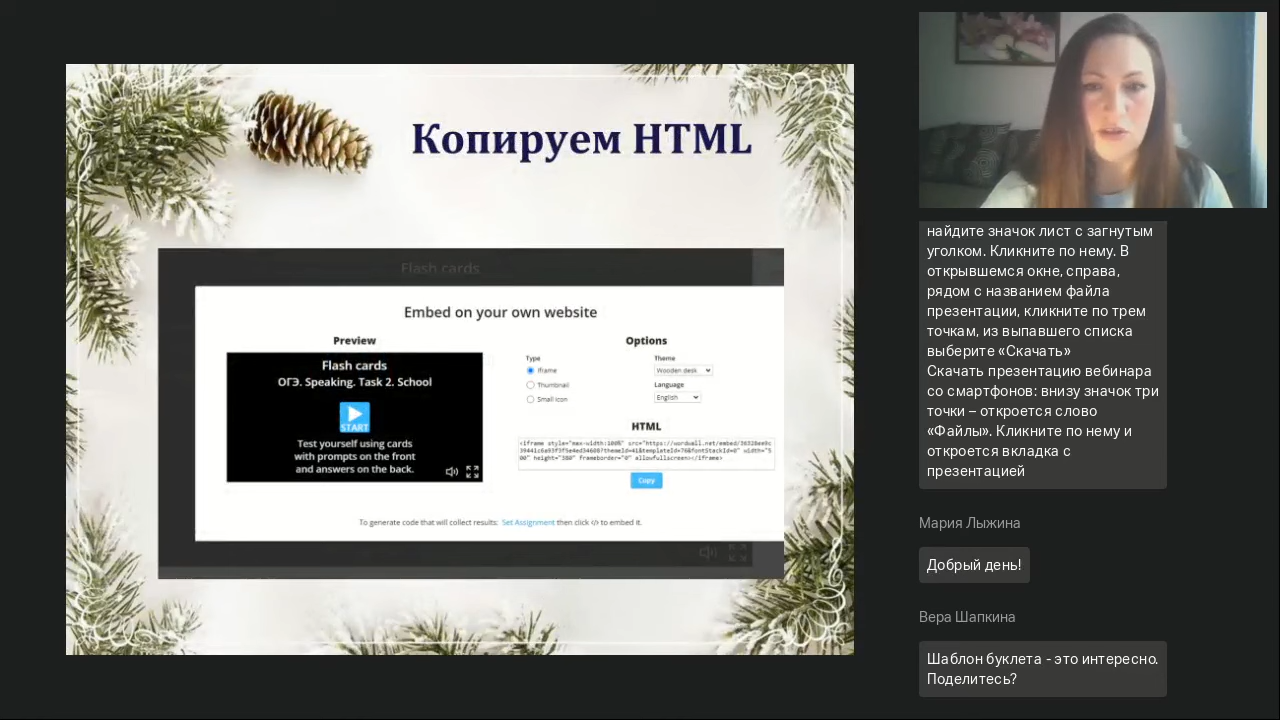 Копируем HTML
Flash cards
Embed on your own website
Preview
Options
Flash cards
ОГЭ. Speaking. Task 2. School
START
Test yourself using cards
with prompts on the front
and answers on the back.
Type
Iframe
Thumbnail
Small icon
Theme
Wooden desk
Language
English
HTML
Copy
To generate code that will collect results: Set Assignment then click </> to embed it.
найдите значок лист с загнутым
уголком. Кликните по нему. В
открывшемся окне, справа,
рядом с названием файла
презентации, кликните по трем
точкам, из выпавшего списка
выберите «Скачать»
Скачать презентацию вебинара
со смартфонов: внизу значок три
точки – откроется слово
«Файлы». Кликните по нему и
откроется вкладка с
презентацией
Мария Лыжина
Добрый день!
Вера Шапкина
Шаблон буклета - это интересно.
Поделитесь?